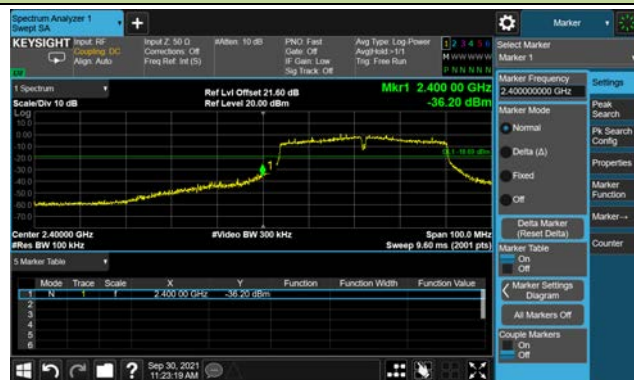 Spectrum Analyzer 1
Swept SA
Marker
KEYSIGHT
Input: RF
Coupling: DC
Align: Auto
Input Z: 50 Ω
Corrections: Off
Freq Ref: Int (S)
#Atten: 10 dB
PNO: Fast
Gate: Off
IF Gain: Low
Sig Track: Off
Avg Type: Log-Power
Avg|Hold:>1/1
Trig: Free Run
1 2 3 4 5 6
M W W W W W
P N N N N N
Select Marker
Marker 1
1 Spectrum
Scale/Div 10 dB
Log
Ref Lvl Offset 21.60 dB
Ref Level 20.00 dBm
Mkr1 2.400 00 GHz
-36.20 dBm
10.0
0.00
-10.0
-20.0
-30.0
-40.0
-50.0
-60.0
-70.0
1
Center 2.40000 GHz
#Res BW 100 kHz
#Video BW 300 kHz
Span 100.0 MHz
Sweep 9.60 ms (2001 pts)
5 Marker Table
Mode Trace Scale X Y Function Function Width Function Value
1 N 1 f 2.400 00 GHz -36.20 dBm
2
3
4
5
6
Marker Frequency
2.400000000 GHz
Marker Mode
Normal
Delta (Δ)
Fixed
Off
Delta Marker
(Reset Delta)
Marker Table
On
Off
Marker Settings
Diagram
All Markers Off
Couple Markers
On
Off
Settings
Peak
Search
Pk Search
Config
Properties
Marker
Function
Marker→
Counter
Sep 30, 2021
11:23:19 AM